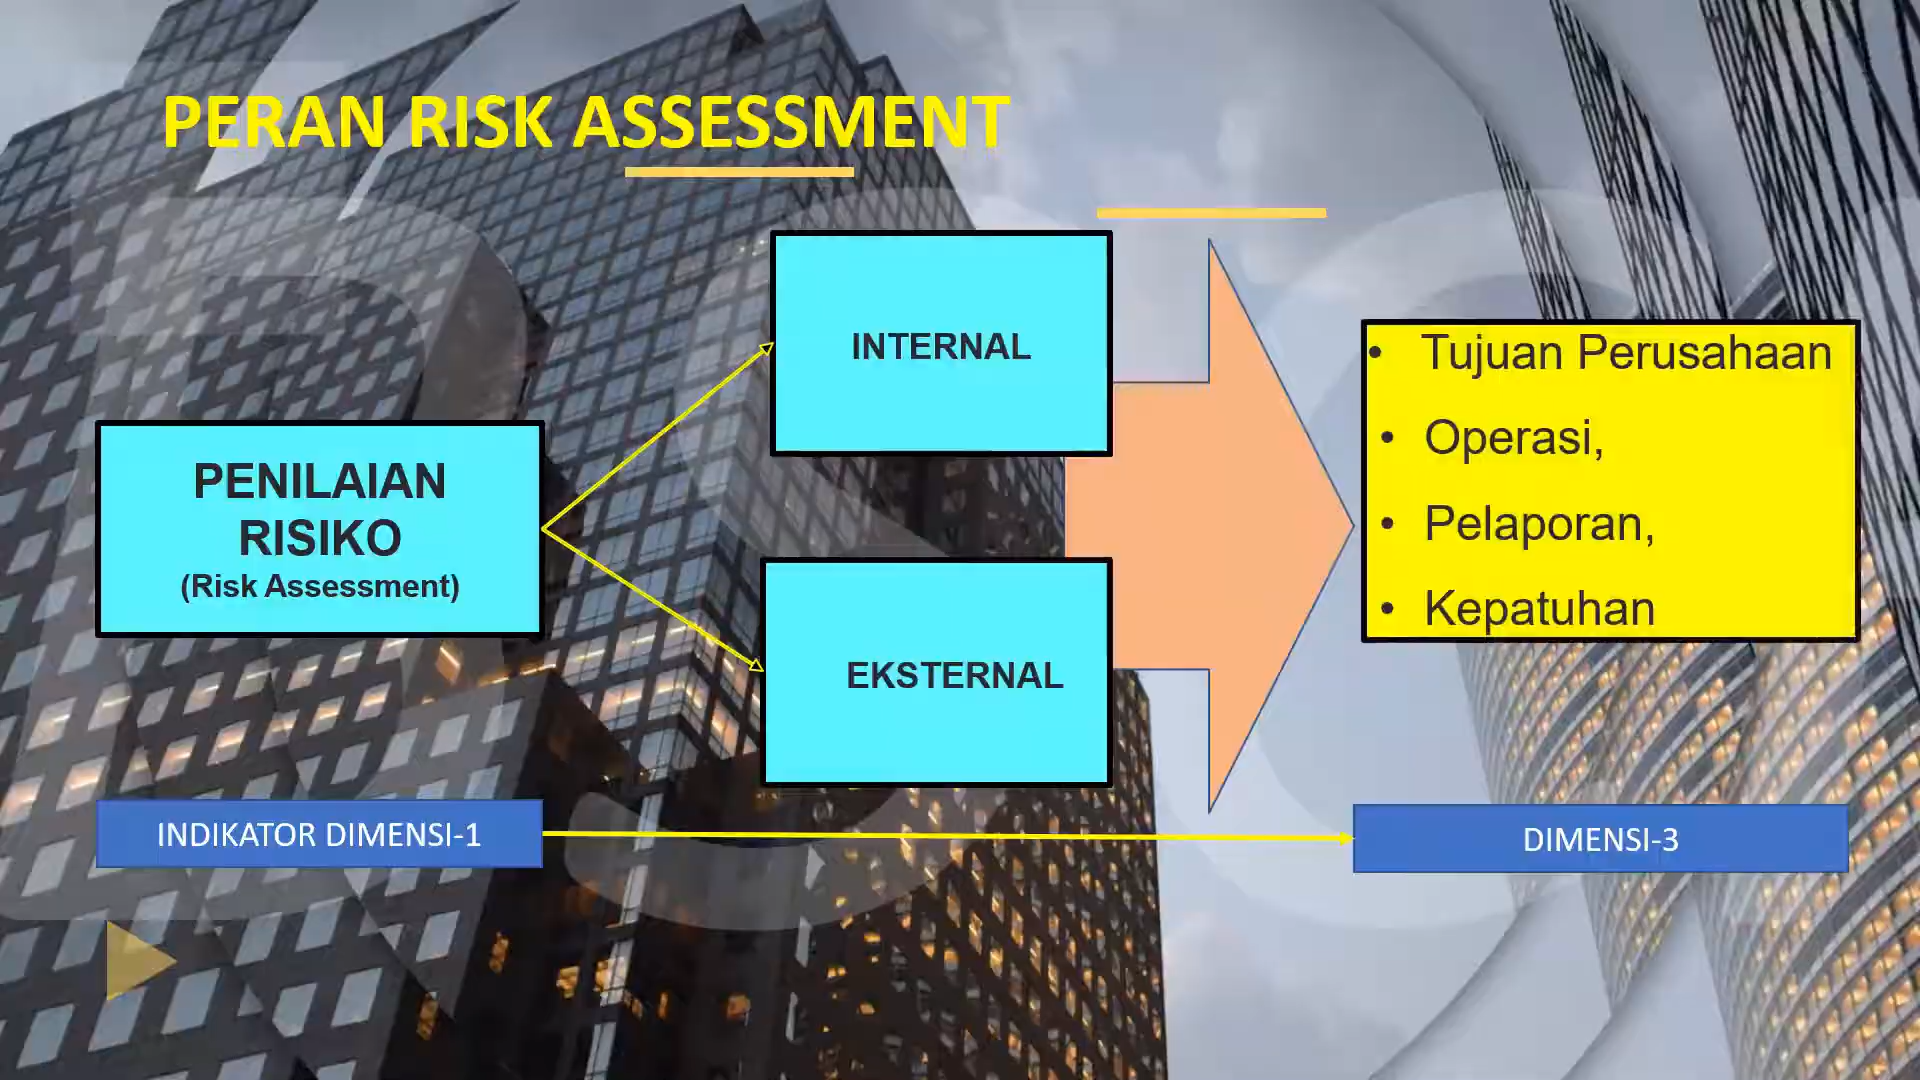 PERAN RISK ASSESSMENT
INTERNAL
PENILAIAN
RISIKO
(Risk Assessment)
EKSTERNAL
• Tujuan Perusahaan
• Operasi,
• Pelaporan,
• Kepatuhan
INDIKATOR DIMENSI-1
DIMENSI-3